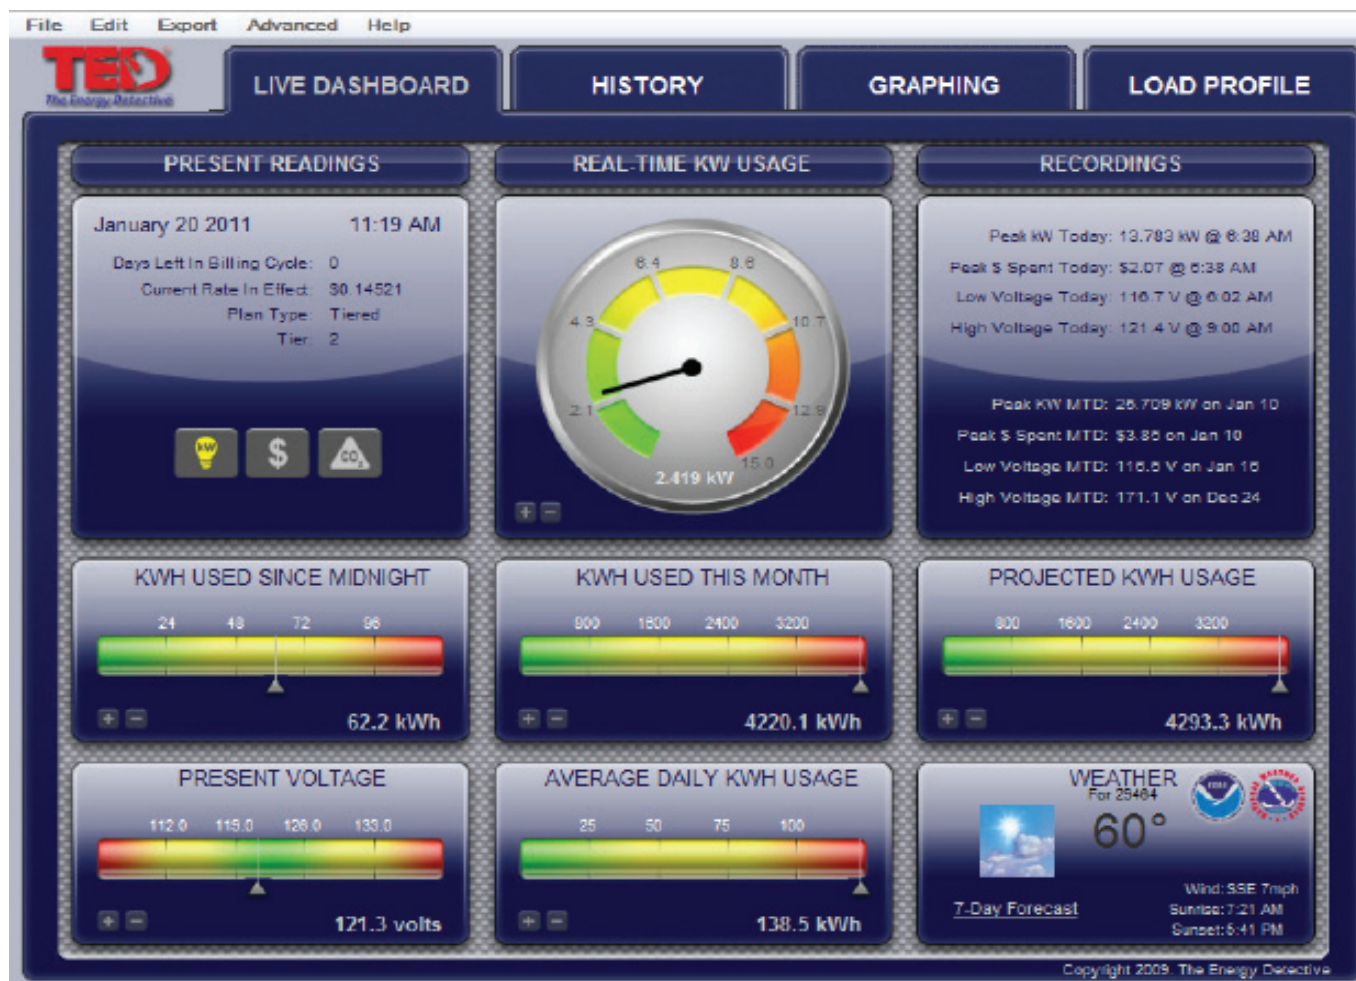 File Edit Export Advanced Help
TED
The Energy Detective
LIVE DASHBOARD
HISTORY
GRAPHING
LOAD PROFILE
PRESENT READINGS
January 20 2011 11:19 AM
Days Left In Billing Cycle: 0
Current Rate In Effect: $0.14521
Plan Type: Tiered
Tier: 2
kW
$
CO2
REAL-TIME KW USAGE
6.4 8.6
4.3 10.7
2.1 12.9
15.0
2.419 kW
+ −
RECORDINGS
Peak kW Today: 13.783 kW @ 6:38 AM
Peak $ Spent Today: $2.07 @ 6:38 AM
Low Voltage Today: 116.7 V @ 6:02 AM
High Voltage Today: 121.4 V @ 9:00 AM
Peak KW MTD: 26.709 kW on Jan 10
Peak $ Spent MTD: $3.86 on Jan 10
Low Voltage MTD: 116.6 V on Jan 16
High Voltage MTD: 171.1 V on Dec 24
KWH USED SINCE MIDNIGHT
24 48 72 96
+ − 62.2 kWh
KWH USED THIS MONTH
800 1600 2400 3200
+ − 4220.1 kWh
PROJECTED KWH USAGE
800 1600 2400 3200
+ − 4293.3 kWh
PRESENT VOLTAGE
112.0 119.0 126.0 133.0
+ − 121.3 volts
AVERAGE DAILY KWH USAGE
25 50 75 100
+ − 138.5 kWh
WEATHER
For 29464
60°
7-Day Forecast
Wind: SSE 7mph
Sunrise: 7:21 AM
Sunset: 5:41 PM
Copyright 2009. The Energy Detective